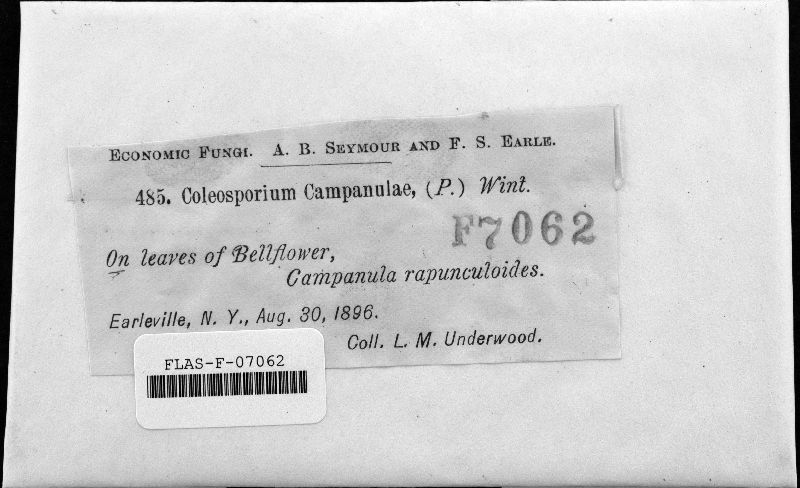 Economic Fungi. A. B. Seymour and F. S. Earle.
485. Coleosporium Campanulae, (P.) Wint.
F7062
On leaves of Bellflower,
Campanula rapunculoides.
Earleville, N. Y., Aug. 30, 1896.
Coll. L. M. Underwood.
FLAS-F-07062